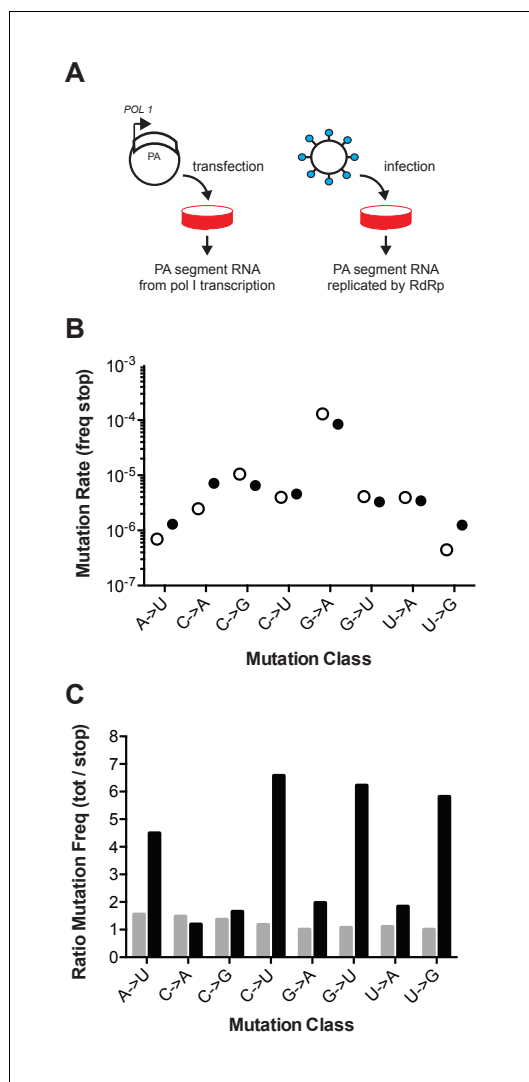 A
POL 1
PA
transfection
infection
PA segment RNA
from pol I transcription
PA segment RNA
replicated by RdRp
B
Mutation Rate (freq stop)
10-3
10-4
10-5
10-6
10-7
A->U
C->A
C->G
C->U
G->A
G->U
U->A
U->G
Mutation Class
C
Ratio Mutation Freq (tot / stop)
8
7
6
5
4
3
2
1
0
A->U
C->A
C->G
C->U
G->A
G->U
U->A
U->G
Mutation Class